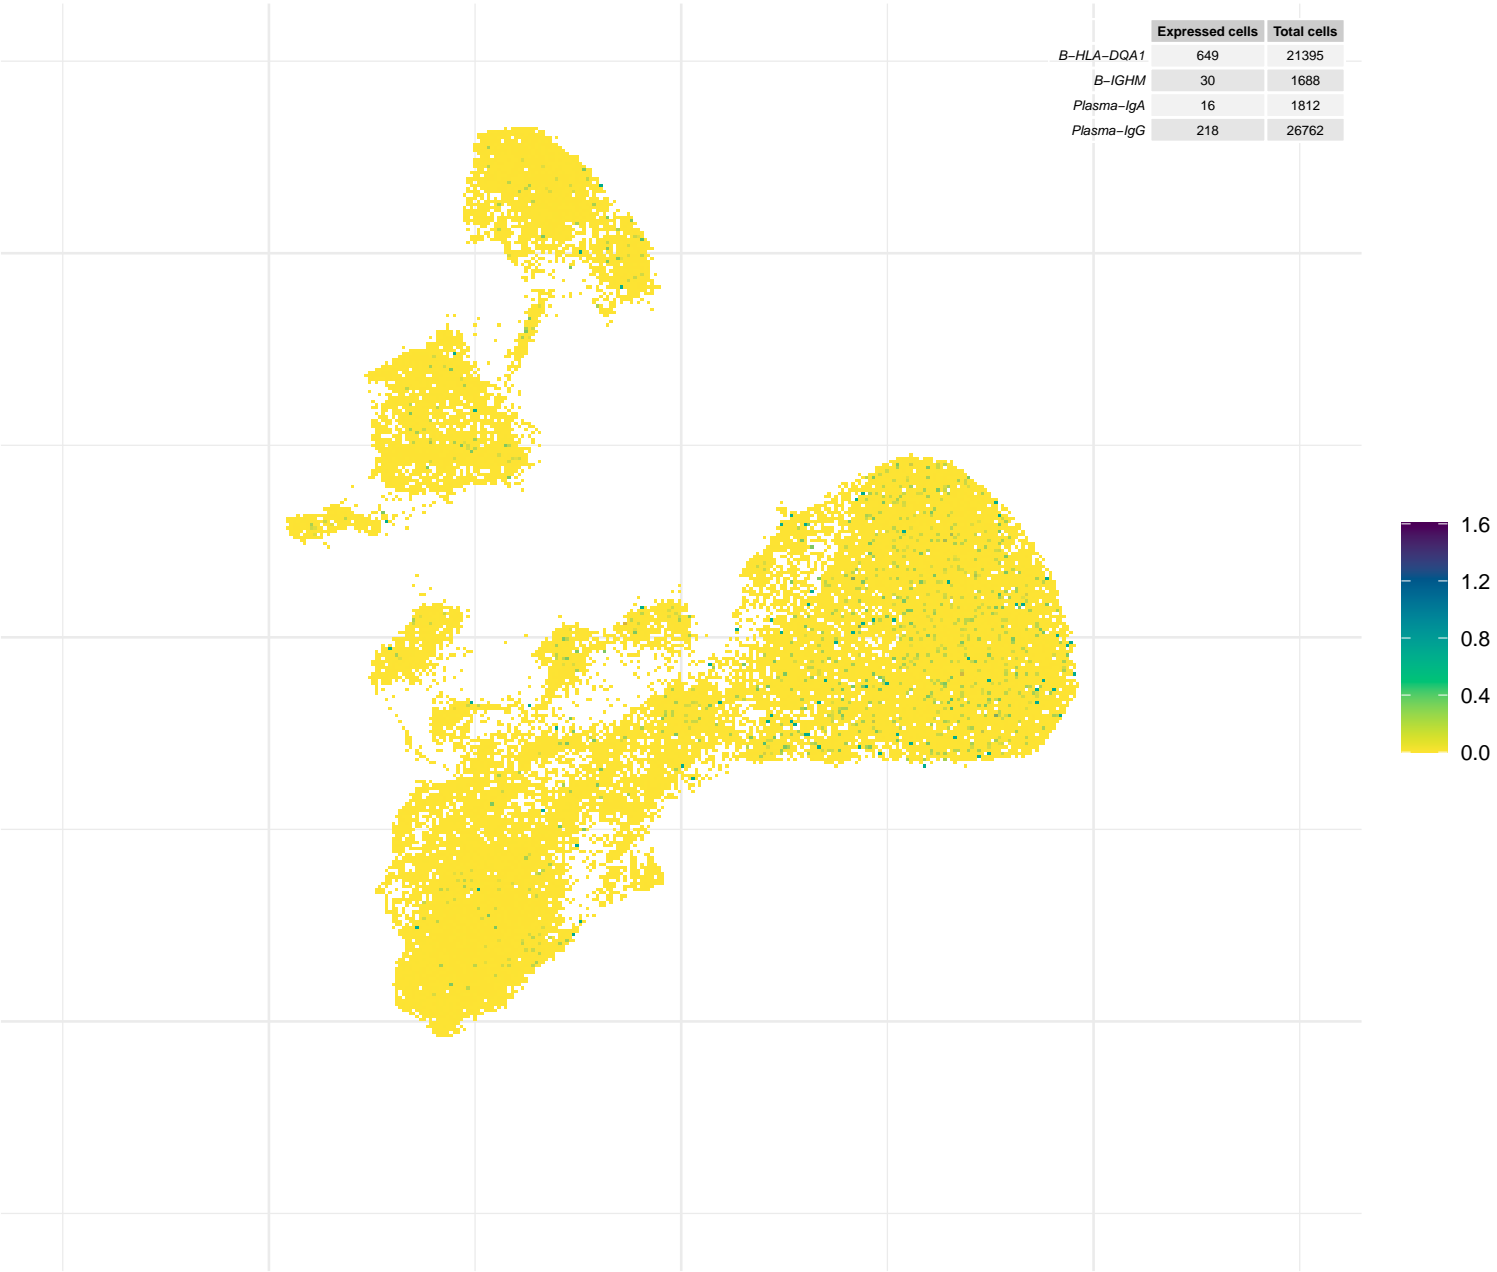 Expressed cells Total cells
B−HLA−DQA1 649 21395
B−IGHM 30 1688
Plasma−IgA 16 1812
Plasma−IgG 218 26762
1.6
1.2
0.8
0.4
0.0